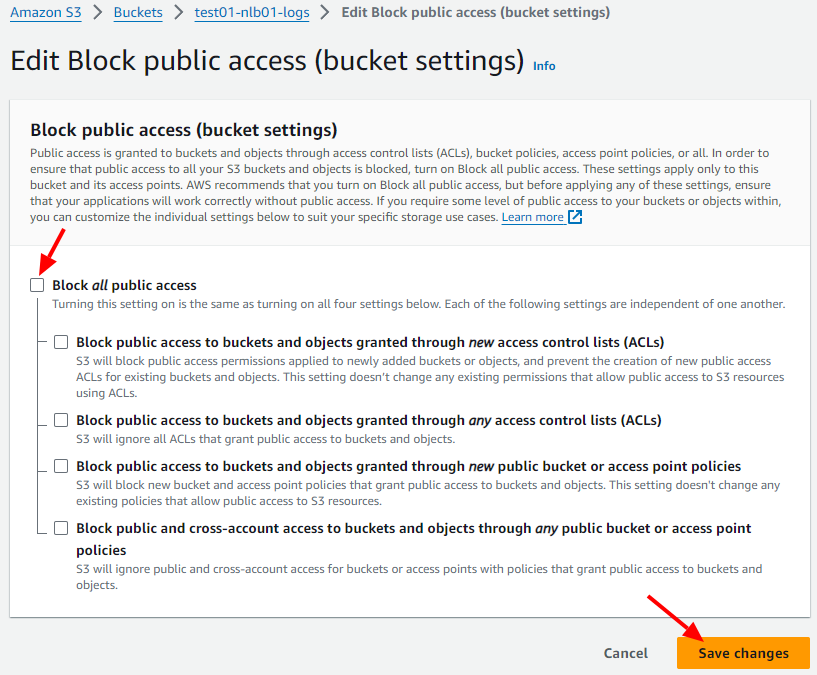 Amazon S3 > Buckets > test01-nlb01-logs > Edit Block public access (bucket settings)
Edit Block public access (bucket settings) Info
Block public access (bucket settings)
Public access is granted to buckets and objects through access control lists (ACLs), bucket policies, access point policies, or all. In order to
ensure that public access to all your S3 buckets and objects is blocked, turn on Block all public access. These settings apply only to this
bucket and its access points. AWS recommends that you turn on Block all public access, but before applying any of these settings, ensure
that your applications will work correctly without public access. If you require some level of public access to your buckets or objects within,
you can customize the individual settings below to suit your specific storage use cases. Learn more
Block all public access
Turning this setting on is the same as turning on all four settings below. Each of the following settings are independent of one another.
Block public access to buckets and objects granted through new access control lists (ACLs)
S3 will block public access permissions applied to newly added buckets or objects, and prevent the creation of new public access
ACLs for existing buckets and objects. This setting doesn't change any existing permissions that allow public access to S3 resources
using ACLs.
Block public access to buckets and objects granted through any access control lists (ACLs)
S3 will ignore all ACLs that grant public access to buckets and objects.
Block public access to buckets and objects granted through new public bucket or access point policies
S3 will block new bucket and access point policies that grant public access to buckets and objects. This setting doesn't change any
existing policies that allow public access to S3 resources.
Block public and cross-account access to buckets and objects through any public bucket or access point
policies
S3 will ignore public and cross-account access for buckets or access points with policies that grant public access to buckets and
objects.
Cancel Save changes